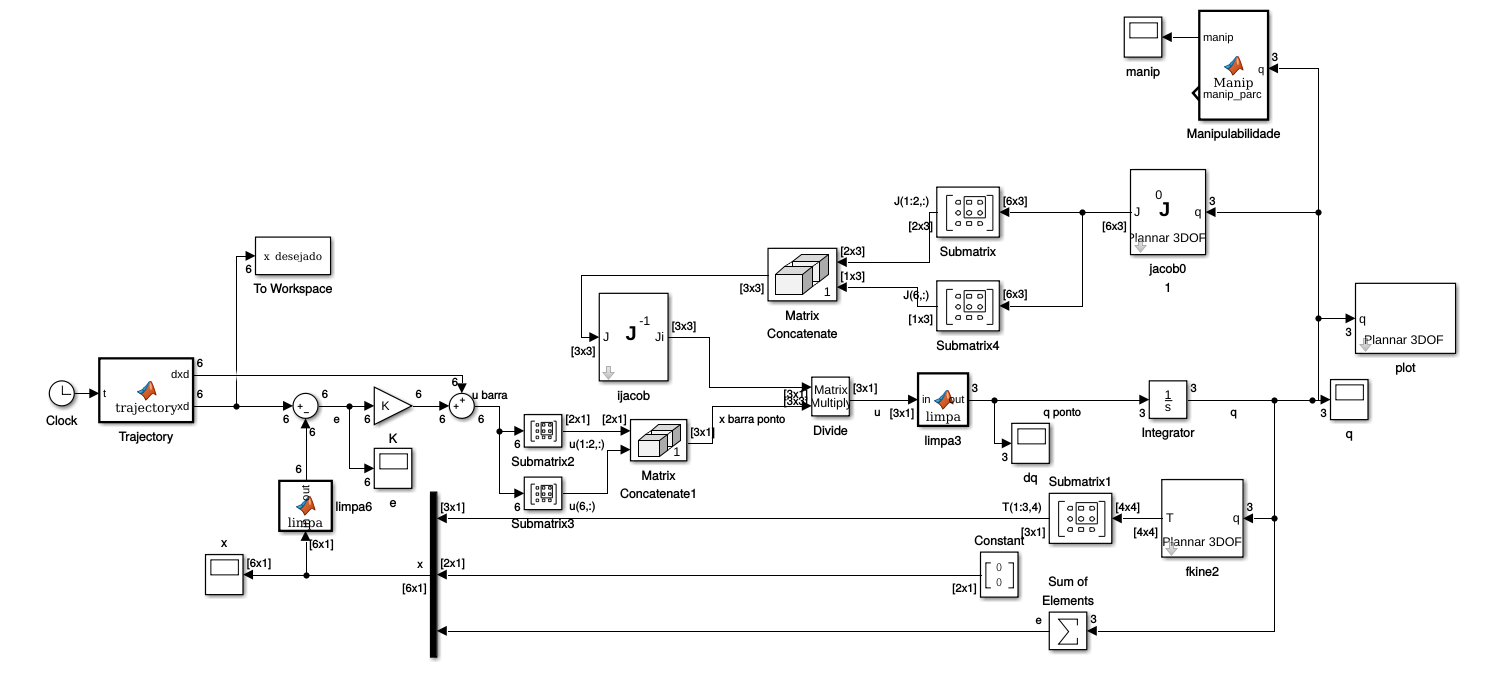 manip
3
q
Manip
manip_parc
manip
Manipulabilidade
J(1:2,:)
[2x3]
[6x3]
Submatrix
0
J
J
q
3
[6x3]
Plannar 3DOF
jacob0
1
6
x desejado
To Workspace
[2x3]
[1x3]
[3x3]
1
Matrix
Concatenate
J(6,:)
[1x3]
[6x3]
Submatrix4
J
[3x3]
J -1
Ji
[3x3]
ijacob
q
3
Plannar 3DOF
plot
Clock
t
trajectory
dxd
xd
6
6
Trajectory
6
+
-
6
6
e
6
6
K
6
6
K
6
e
6
+
+
6
u barra
6
[2x1]
Submatrix2
u(1:2,:)
[2x1]
6
u(6,:)
Submatrix3
1
[3x1]
Matrix
Concatenate1
x barra ponto
[3x3]
Matrix
Multiply
[3x1]
Divide
u
[3x1]
in
out
limpa
3
limpa3
3
dq
q ponto
3
1
s
3
Integrator
q
3
q
6
out
limpa
limpa6
[6x1]
x
[6x1]
x
[6x1]
[3x1]
[2x1]
Submatrix1
T(1:3,4)
[3x1]
[4x4]
[4x4]
T
q
3
Plannar 3DOF
fkine2
Constant
0
0
[2x1]
Sum of
Elements
e
3